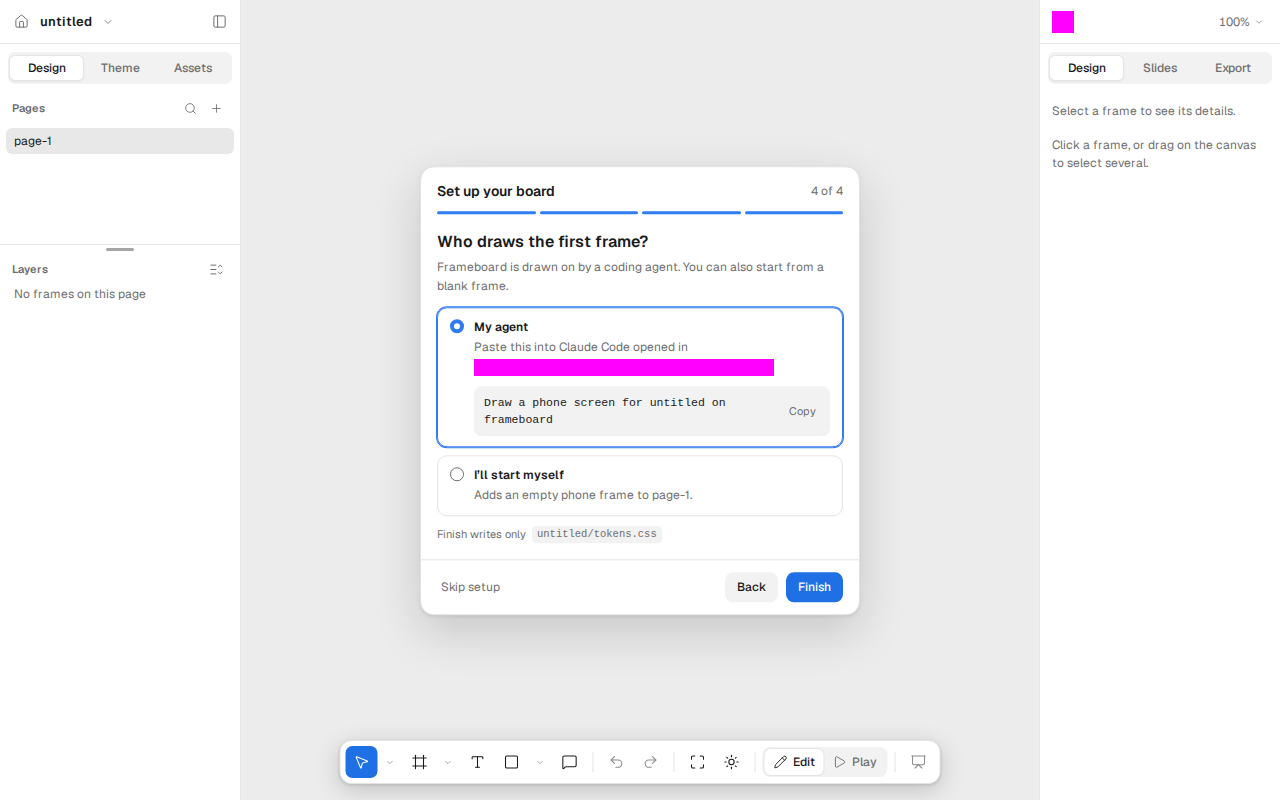 untitled
100%
Design
Theme
Assets
Design
Slides
Export
Pages
page-1
Select a frame to see its details.
Click a frame, or drag on the canvas
to select several.
Layers
No frames on this page
Set up your board
4 of 4
Who draws the first frame?
Frameboard is drawn on by a coding agent. You can also start from a
blank frame.
My agent
Paste this into Claude Code opened in
Draw a phone screen for untitled on
frameboard
Copy
I'll start myself
Adds an empty phone frame to page-1.
Finish writes only untitled/tokens.css
Skip setup
Back
Finish
Edit
Play